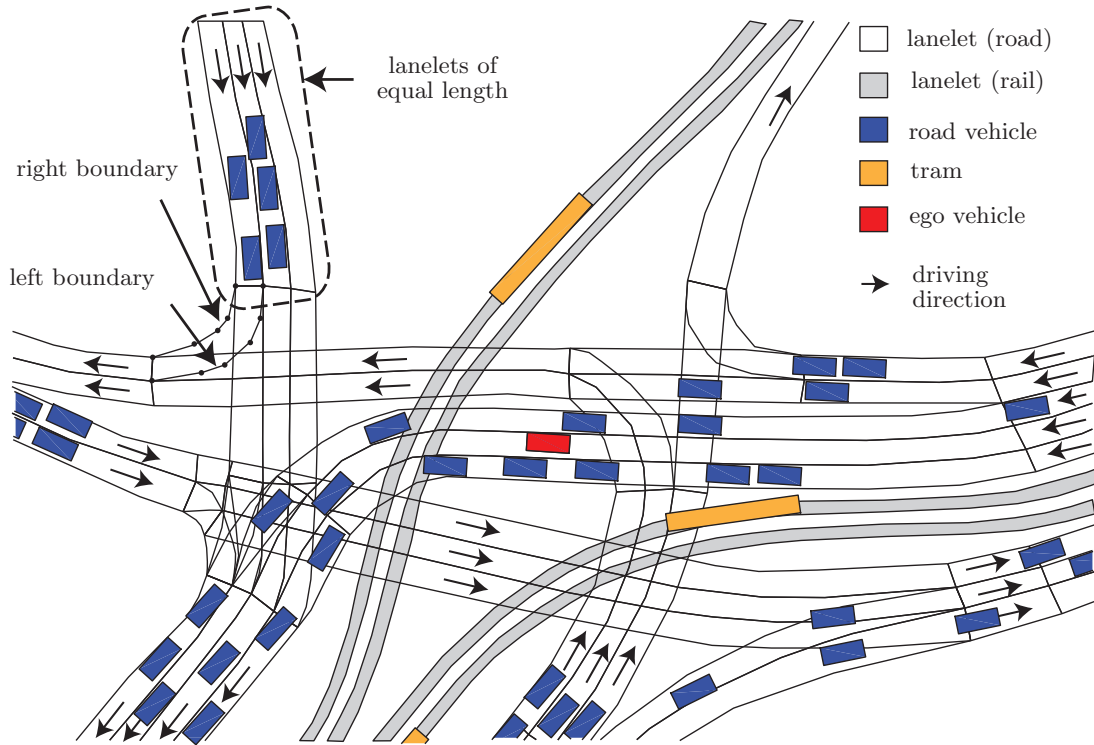 lanelets of
equal length
right boundary
left boundary
lanelet (road)
lanelet (rail)
road vehicle
tram
ego vehicle
driving
direction